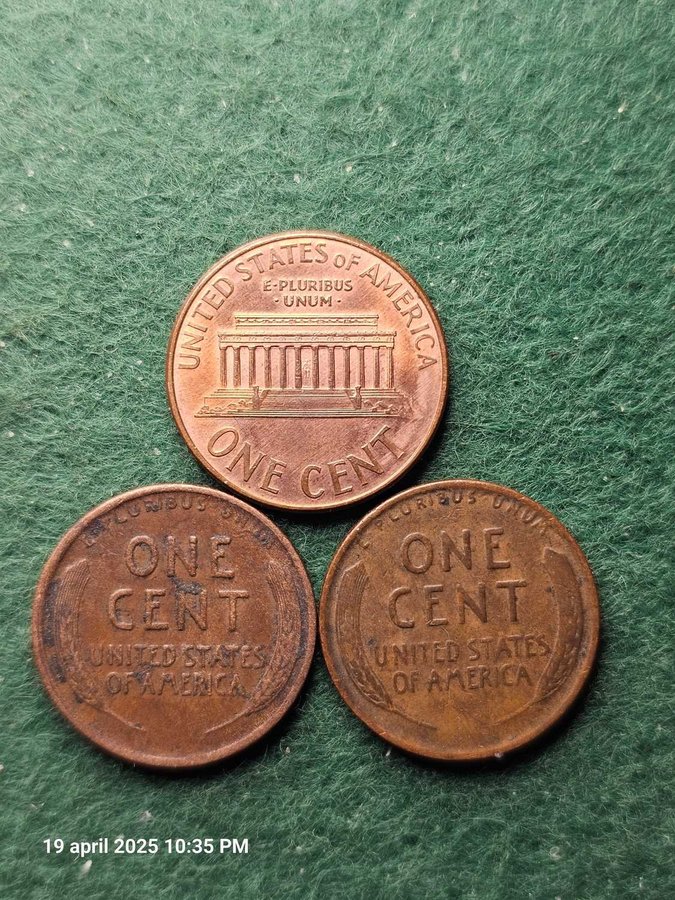 UNITED STATES OF AMERICA
E·PLURIBUS
·UNUM·
ONE CENT
E PLURIBUS UNUM
ONE
CENT
UNITED STATES
OF AMERICA
E PLURIBUS UNUM
ONE
CENT
UNITED STATES
OF AMERICA
19 april 2025 10:35 PM